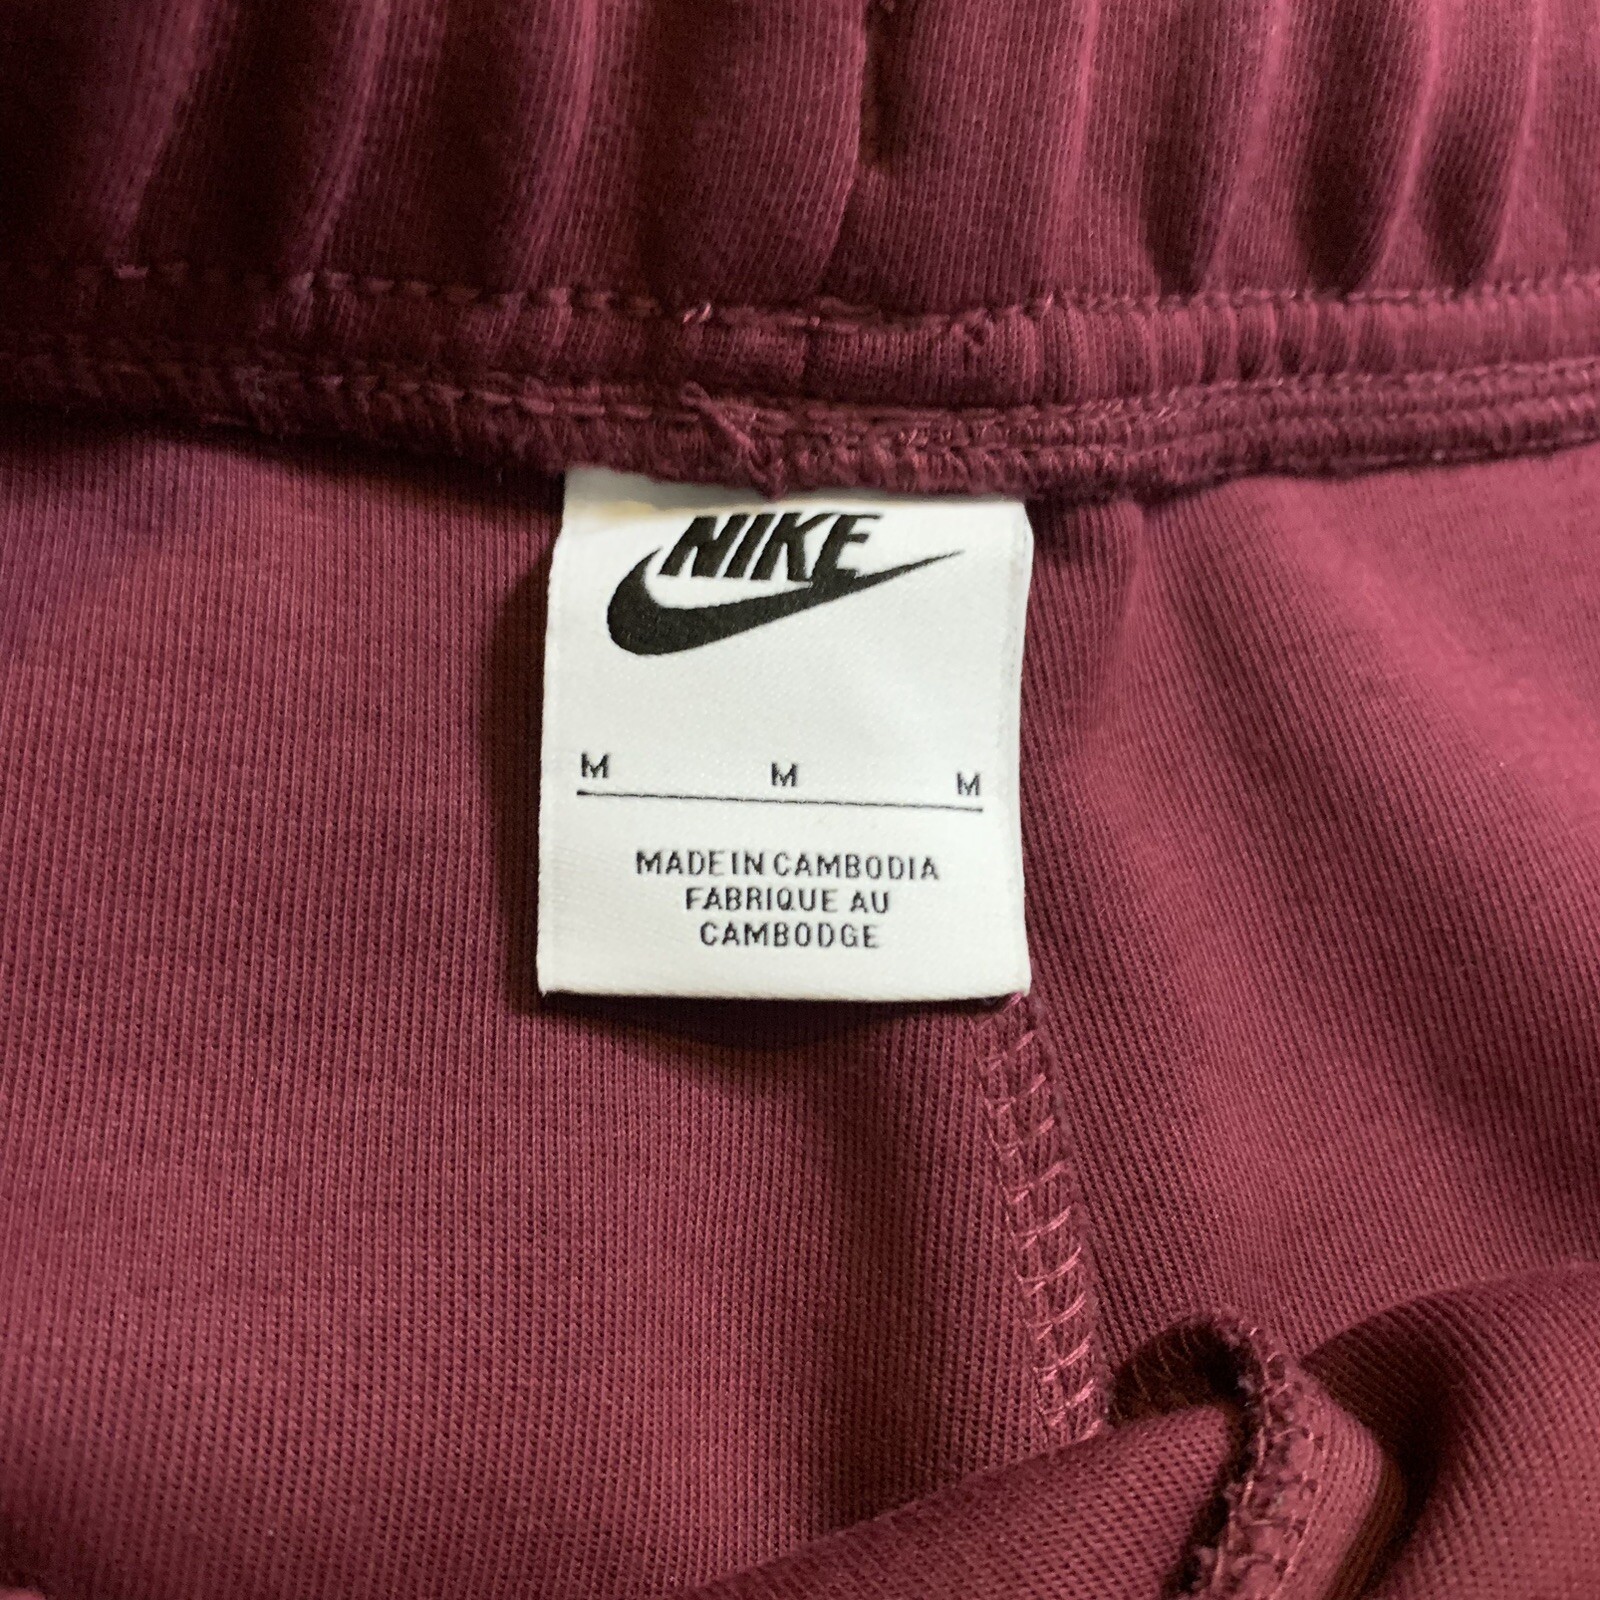 NIKE
M M M
MADE IN CAMBODIA
FABRIQUE AU
CAMBODGE